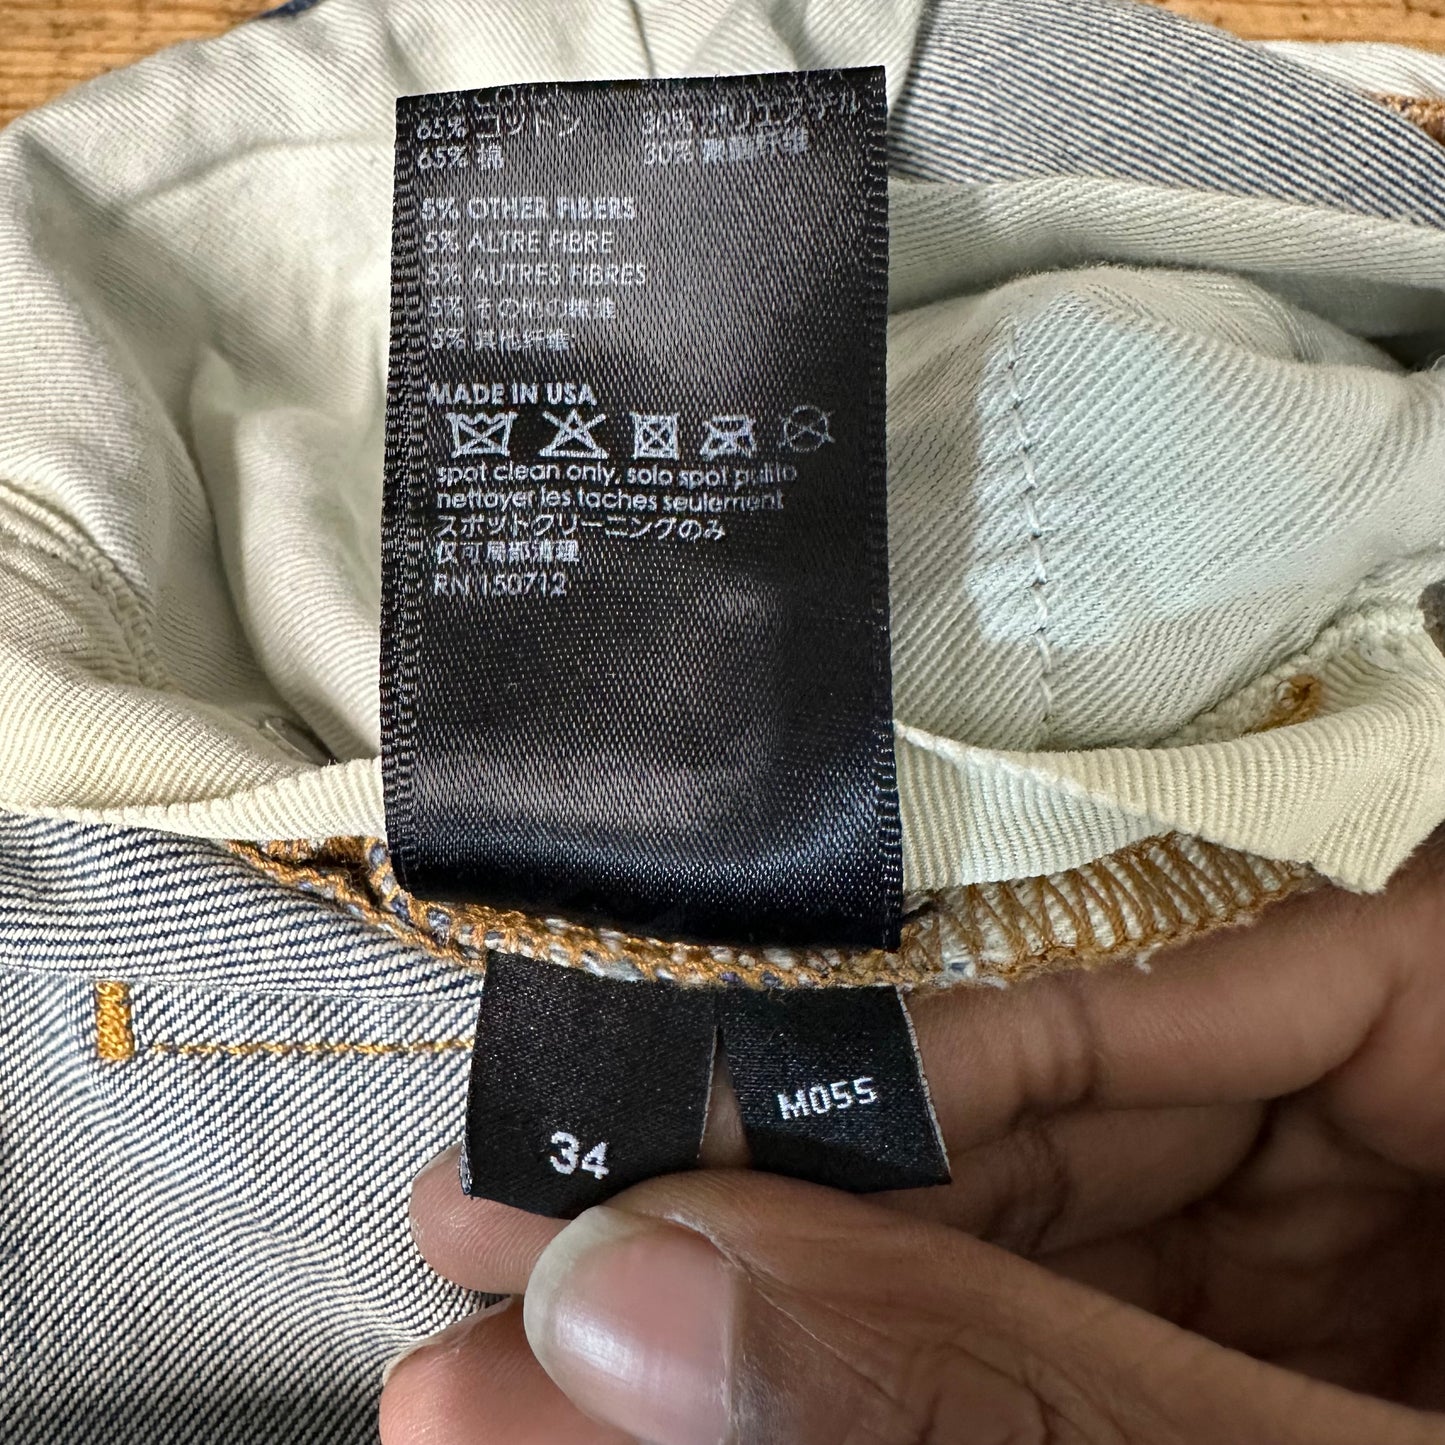 65% コットン 30% ポリエステル
65% 棉 30% 聚酯纤维
5% OTHER FIBERS
5% ALTRE FIBRE
5% AUTRES FIBRES
5% その他の繊維
5% 其他纤维
MADE IN USA
spot clean only, solo spot pulito
nettoyer les taches seulement
スポットクリーニングのみ
仅可局部清理
RN 150712
34
M055